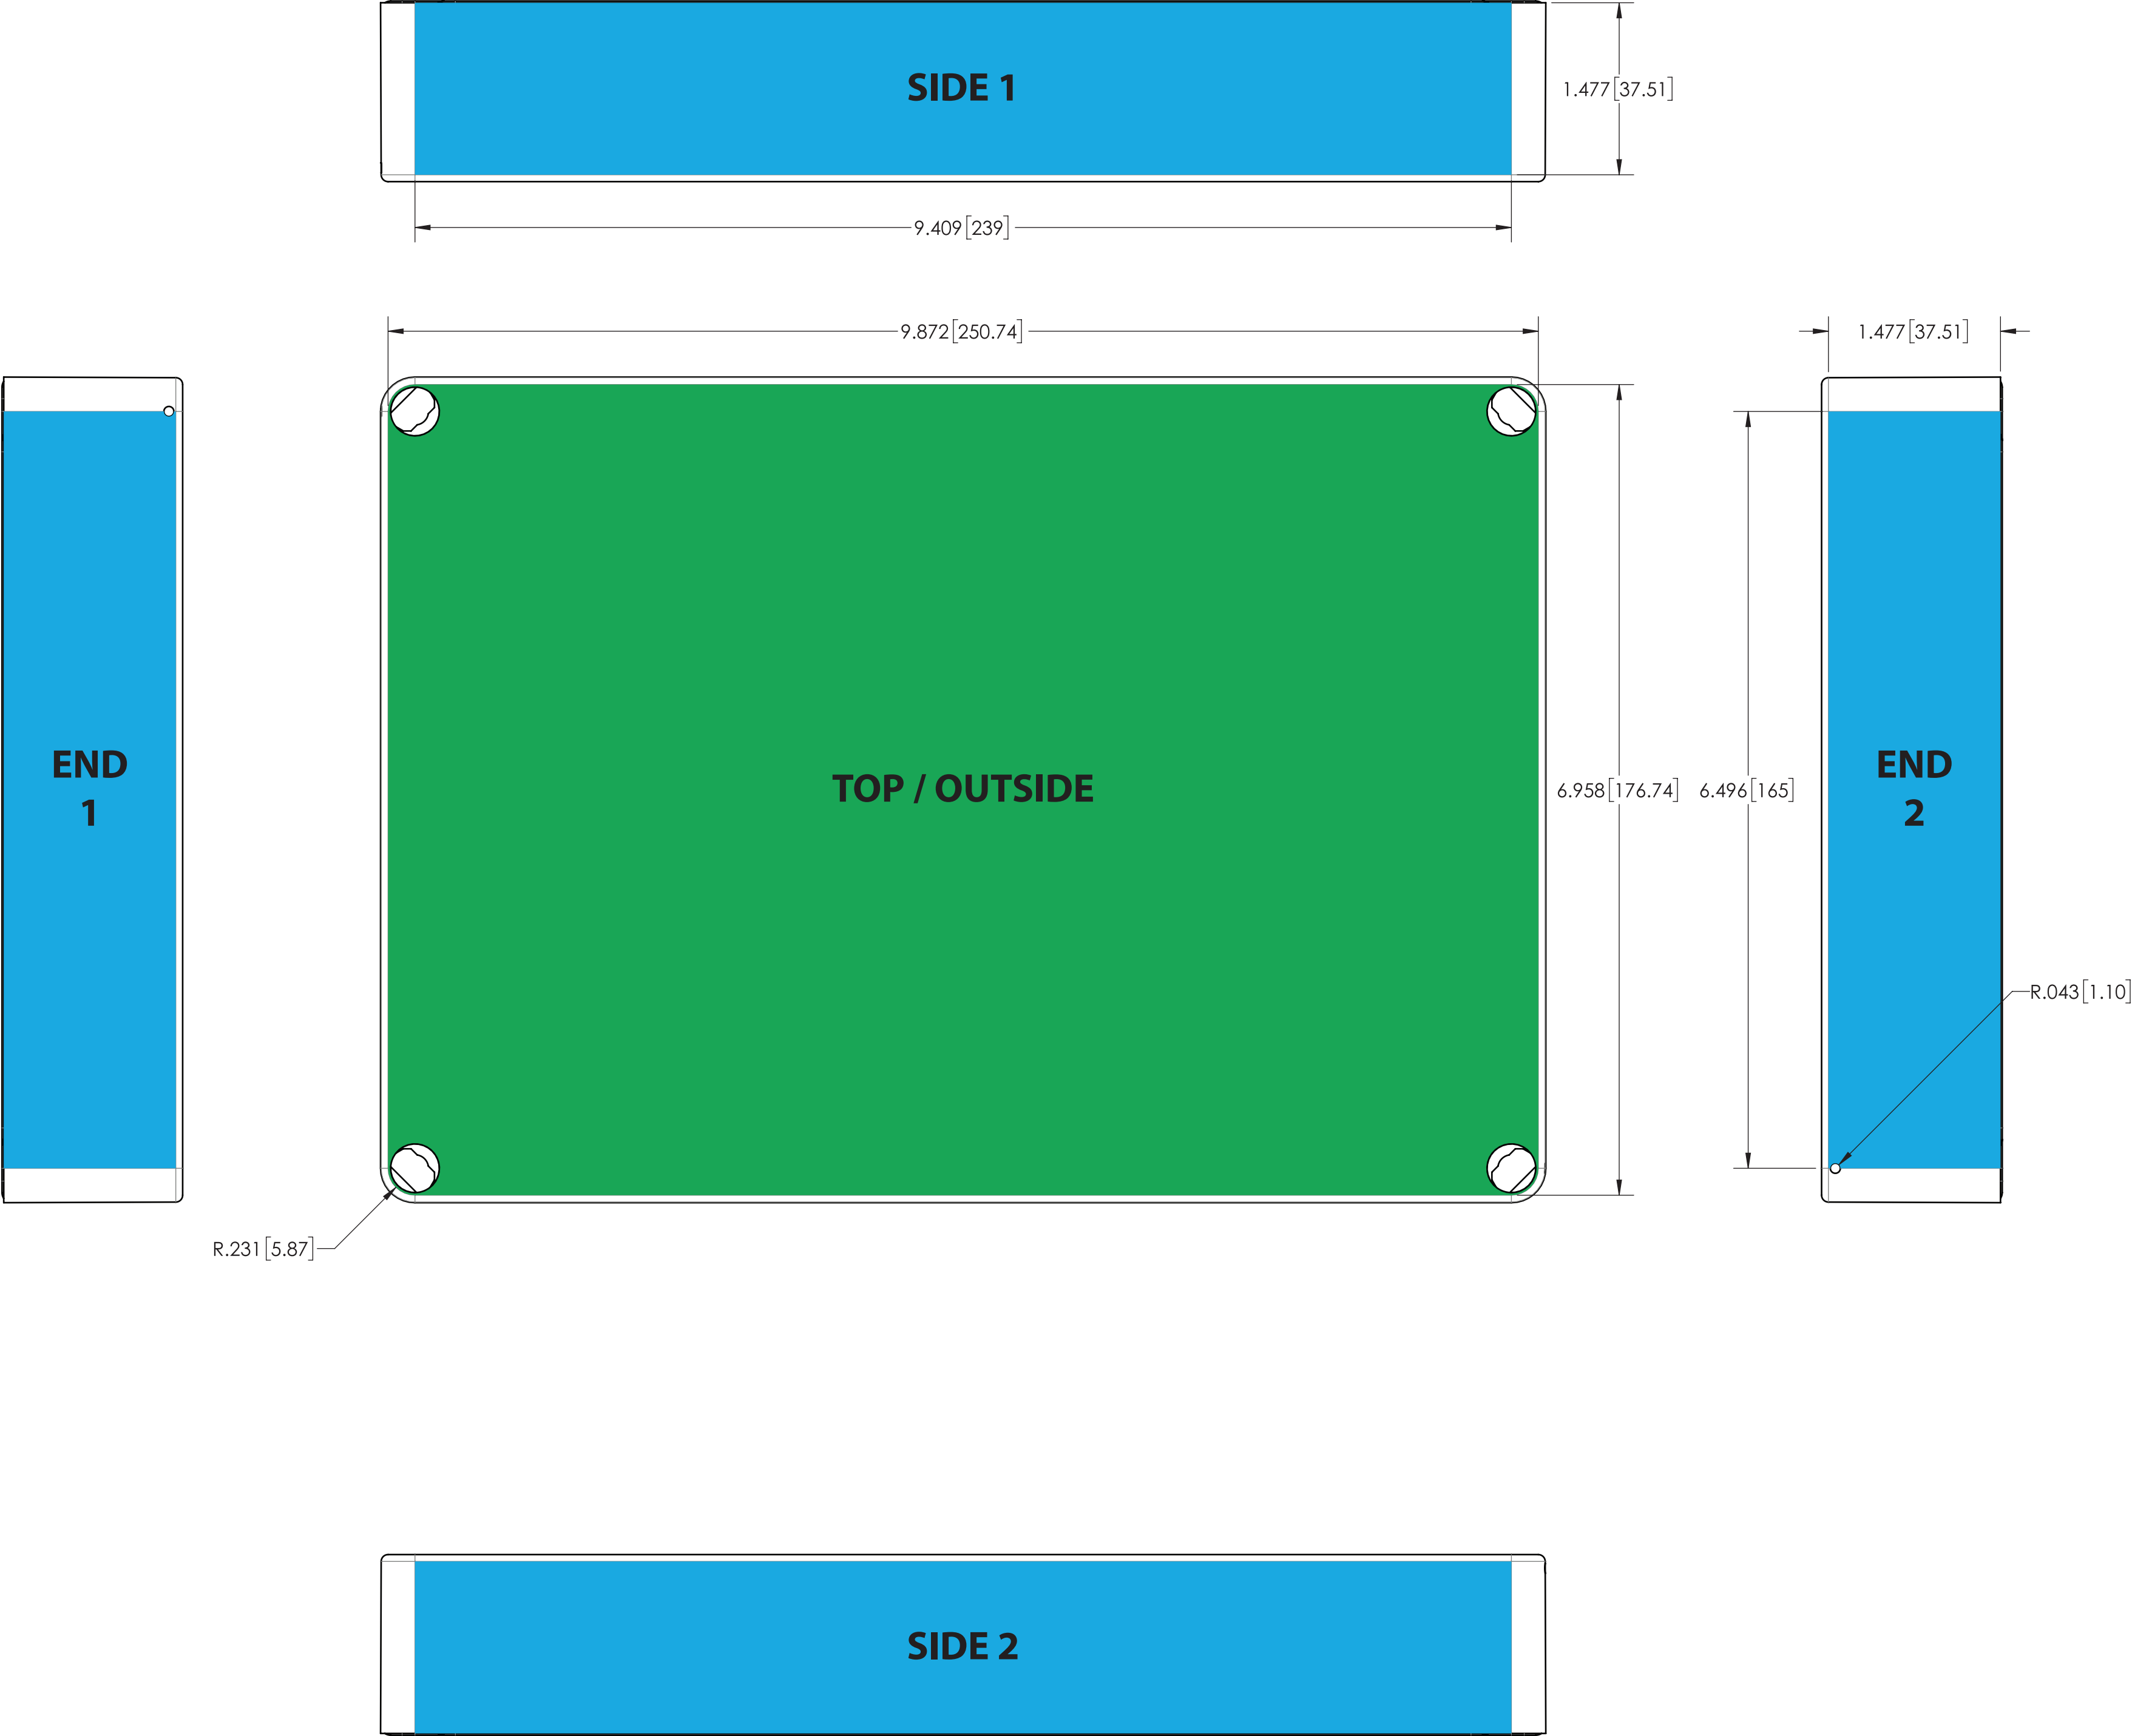 SIDE 1
1.477[37.51]
9.409[239]
9.872[250.74]
1.477[37.51]
END
1
TOP / OUTSIDE
6.958[176.74]
6.496[165]
END
2
R.043[1.10]
R.231[5.87]
SIDE 2